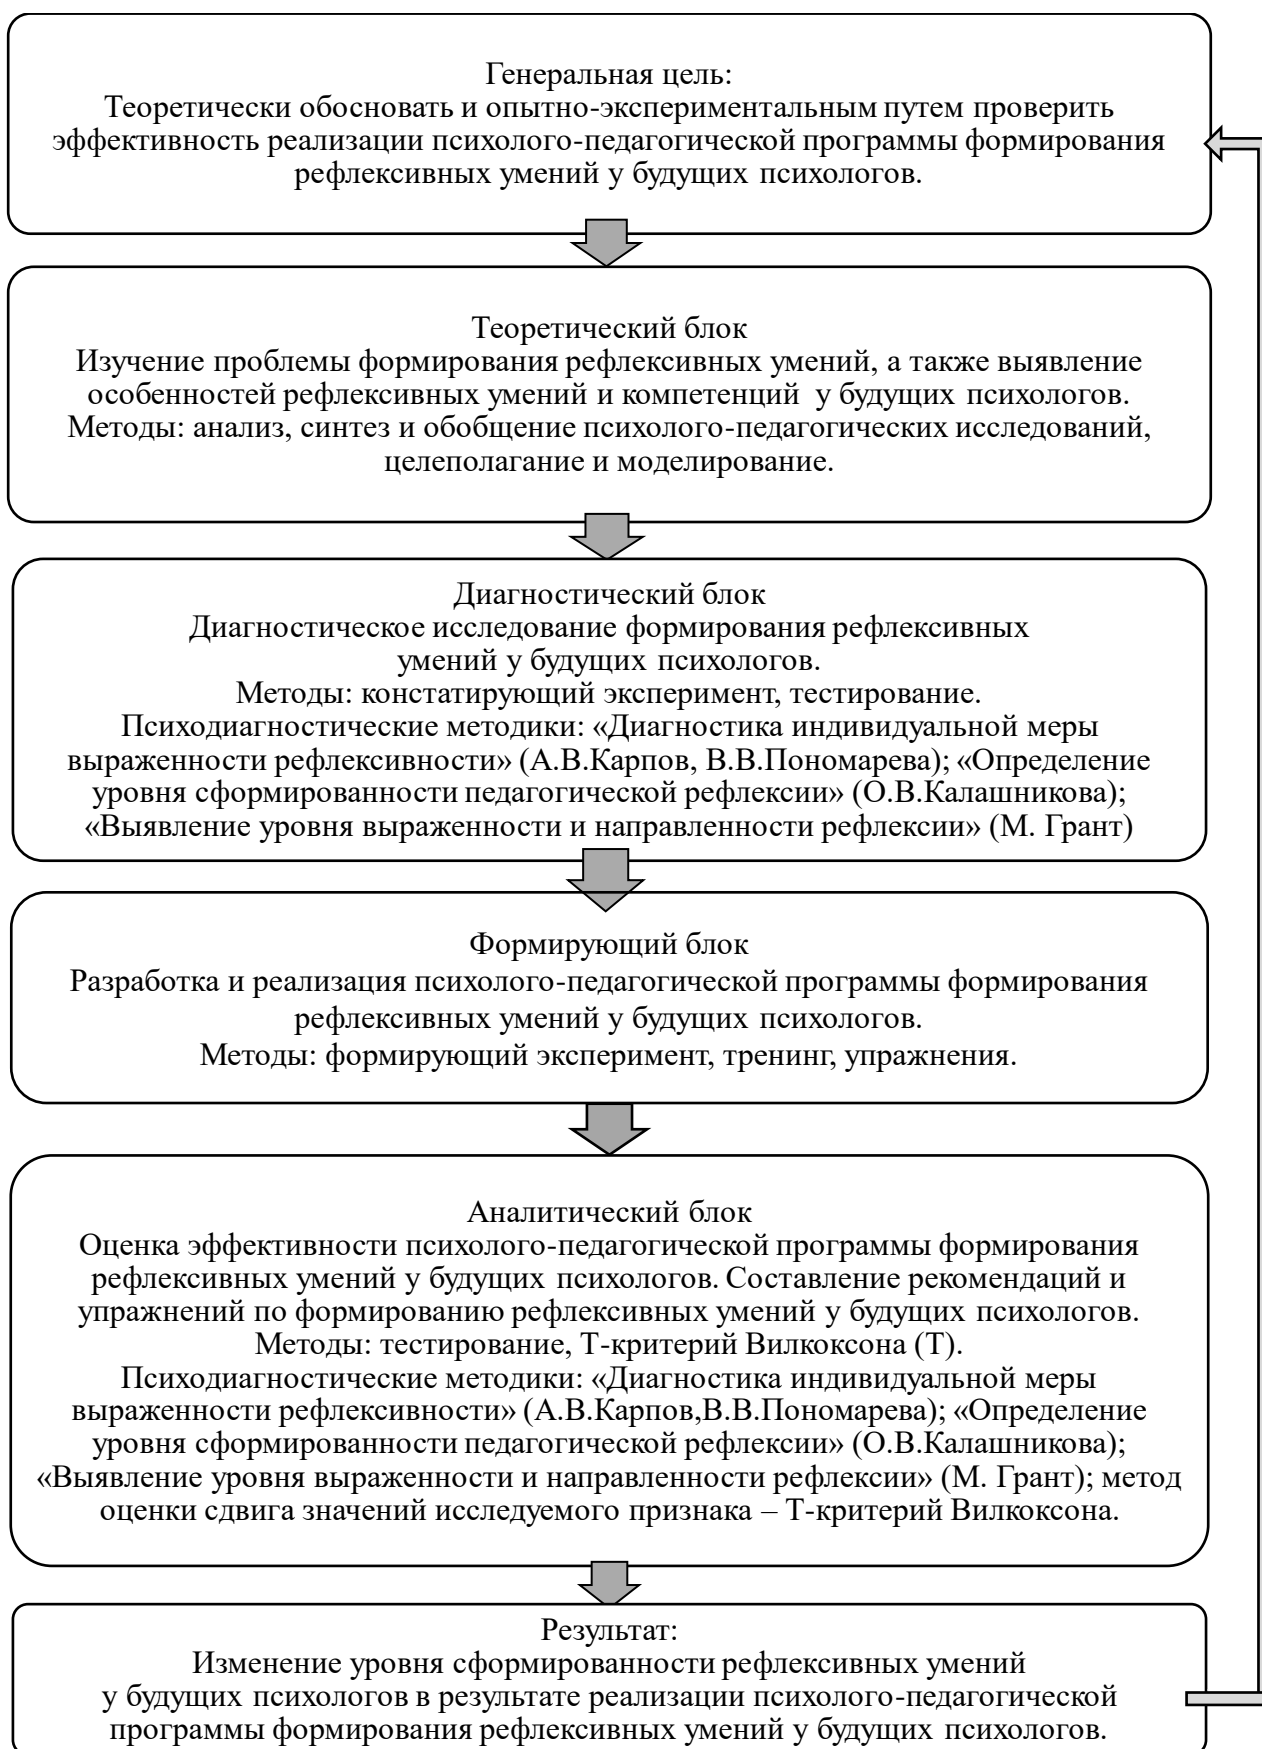 Генеральная цель:
Теоретически обосновать и опытно-экспериментальным путем проверить
эффективность реализации психолого-педагогической программы формирования
рефлексивных умений у будущих психологов.
Теоретический блок
Изучение проблемы формирования рефлексивных умений, а также выявление
особенностей рефлексивных умений и компетенций у будущих психологов.
Методы: анализ, синтез и обобщение психолого-педагогических исследований,
целеполагание и моделирование.
Диагностический блок
Диагностическое исследование формирования рефлексивных
умений у будущих психологов.
Методы: констатирующий эксперимент, тестирование.
Психодиагностические методики: «Диагностика индивидуальной меры
выраженности рефлексивности» (А.В.Карпов, В.В.Пономарева); «Определение
уровня сформированности педагогической рефлексии» (О.В.Калашникова);
«Выявление уровня выраженности и направленности рефлексии» (М. Грант)
Формирующий блок
Разработка и реализация психолого-педагогической программы формирования
рефлексивных умений у будущих психологов.
Методы: формирующий эксперимент, тренинг, упражнения.
Аналитический блок
Оценка эффективности психолого-педагогической программы формирования
рефлексивных умений у будущих психологов. Составление рекомендаций и
упражнений по формированию рефлексивных умений у будущих психологов.
Методы: тестирование, Т-критерий Вилкоксона (Т).
Психодиагностические методики: «Диагностика индивидуальной меры
выраженности рефлексивности» (А.В.Карпов,В.В.Пономарева); «Определение
уровня сформированности педагогической рефлексии» (О.В.Калашникова);
«Выявление уровня выраженности и направленности рефлексии» (М. Грант); метод
оценки сдвига значений исследуемого признака – Т-критерий Вилкоксона.
Результат:
Изменение уровня сформированности рефлексивных умений
у будущих психологов в результате реализации психолого-педагогической
программы формирования рефлексивных умений у будущих психологов.